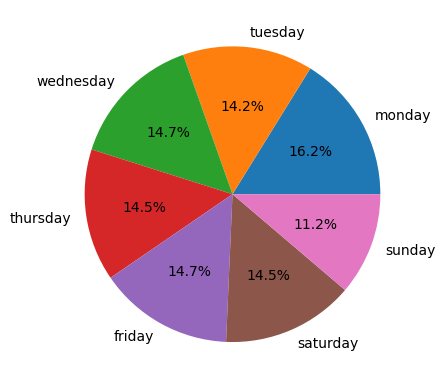 tuesday
wednesday
monday
14.2%
14.7%
16.2%
thursday
14.5%
11.2%
sunday
14.7%
14.5%
friday
saturday